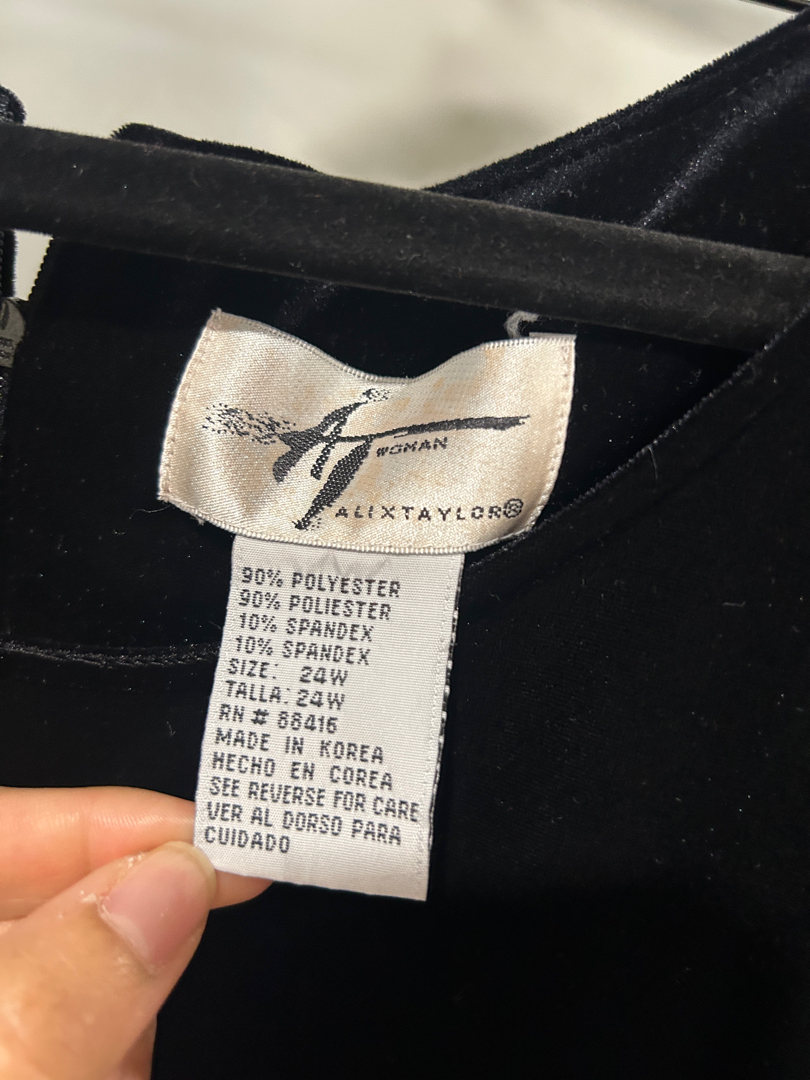 AT
WOMAN
ALIXTAYLOR®
90% POLYESTER
90% POLIESTER
10% SPANDEX
10% SPANDEX
SIZE: 24W
TALLA: 24W
RN # 88416
MADE IN KOREA
HECHO EN COREA
SEE REVERSE FOR CARE
VER AL DORSO PARA
CUIDADO